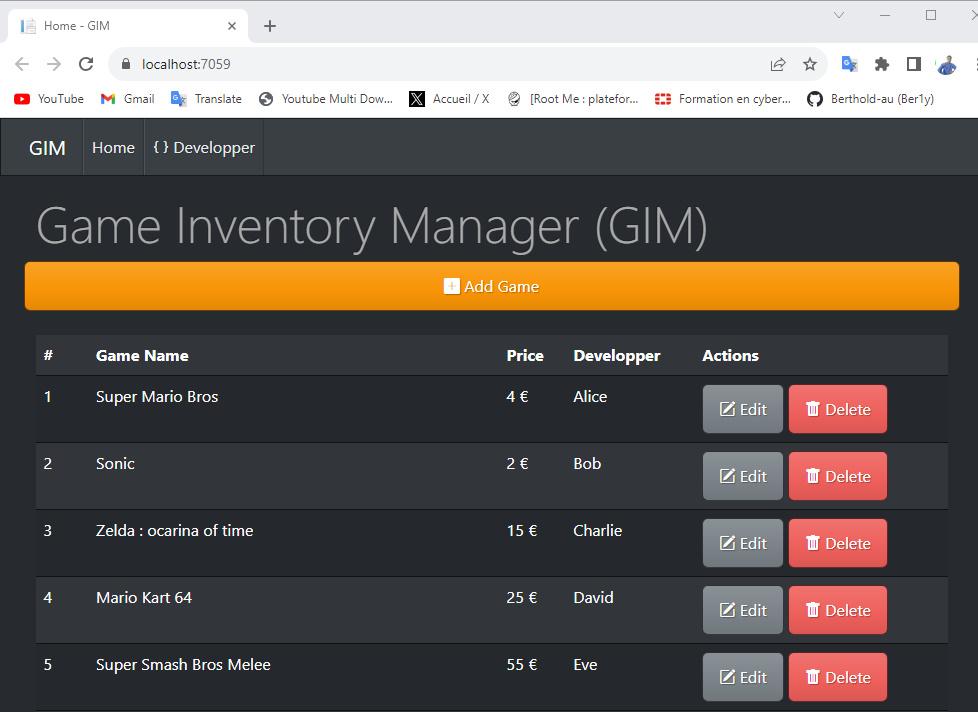 Home - GIM
localhost:7059
YouTube Gmail Translate Youtube Multi Dow... Accueil / X [Root Me : platefor... Formation en cyber... Berthold-au (Ber1y)
GIM Home { } Developper
Game Inventory Manager (GIM)
Add Game
# Game Name Price Developper Actions
1 Super Mario Bros 4 € Alice Edit Delete
2 Sonic 2 € Bob Edit Delete
3 Zelda : ocarina of time 15 € Charlie Edit Delete
4 Mario Kart 64 25 € David Edit Delete
5 Super Smash Bros Melee 55 € Eve Edit Delete